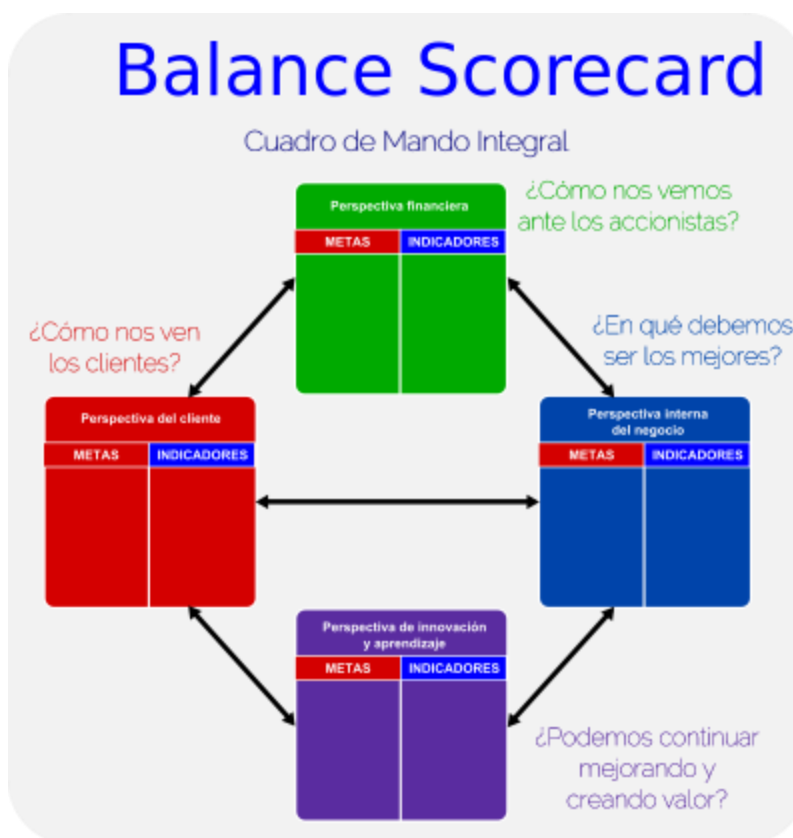 Balance Scorecard
Cuadro de Mando Integral
Perspectiva financiera
METAS INDICADORES
¿Cómo nos vemos
ante los accionistas?
¿Cómo nos ven
los clientes?
¿En qué debemos
ser los mejores?
Perspectiva del cliente
METAS INDICADORES
Perspectiva interna
del negocio
METAS INDICADORES
Perspectiva de innovación
y aprendizaje
METAS INDICADORES
¿Podemos continuar
mejorando y
creando valor?